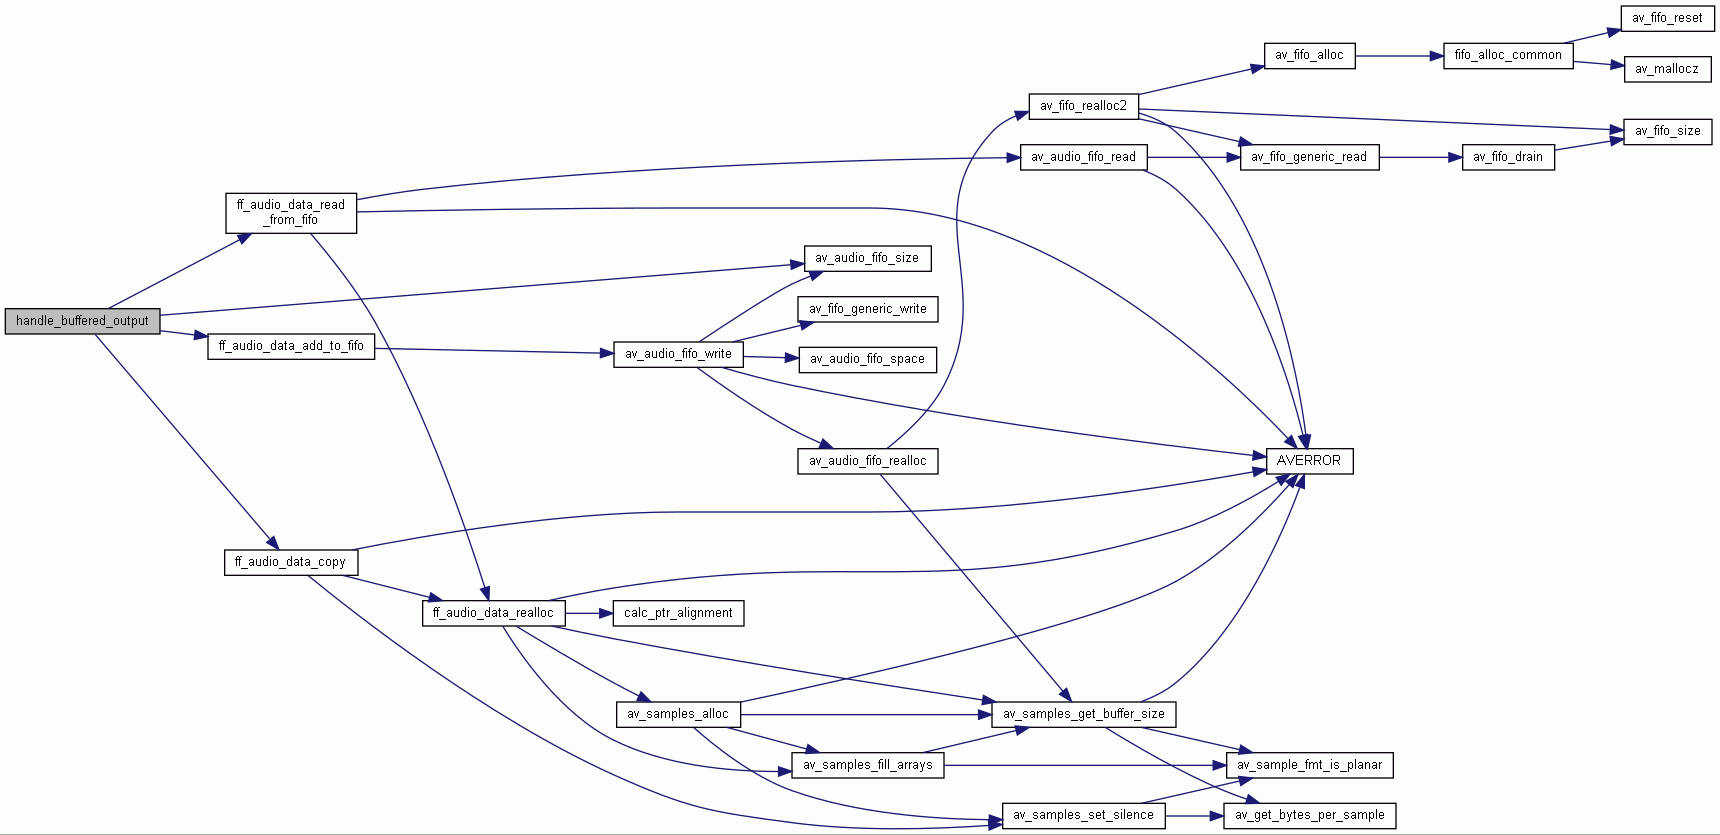 av_fifo_reset
av_fifo_alloc
fifo_alloc_common
av_mallocz
av_fifo_realloc2
av_fifo_size
av_audio_fifo_read
av_fifo_generic_read
av_fifo_drain
ff_audio_data_read
_from_fifo
av_audio_fifo_size
av_fifo_generic_write
handle_buffered_output
ff_audio_data_add_to_fifo
av_audio_fifo_write
av_audio_fifo_space
av_audio_fifo_realloc
AVERROR
ff_audio_data_copy
ff_audio_data_realloc
calc_ptr_alignment
av_samples_alloc
av_samples_get_buffer_size
av_samples_fill_arrays
av_sample_fmt_is_planar
av_samples_set_silence
av_get_bytes_per_sample